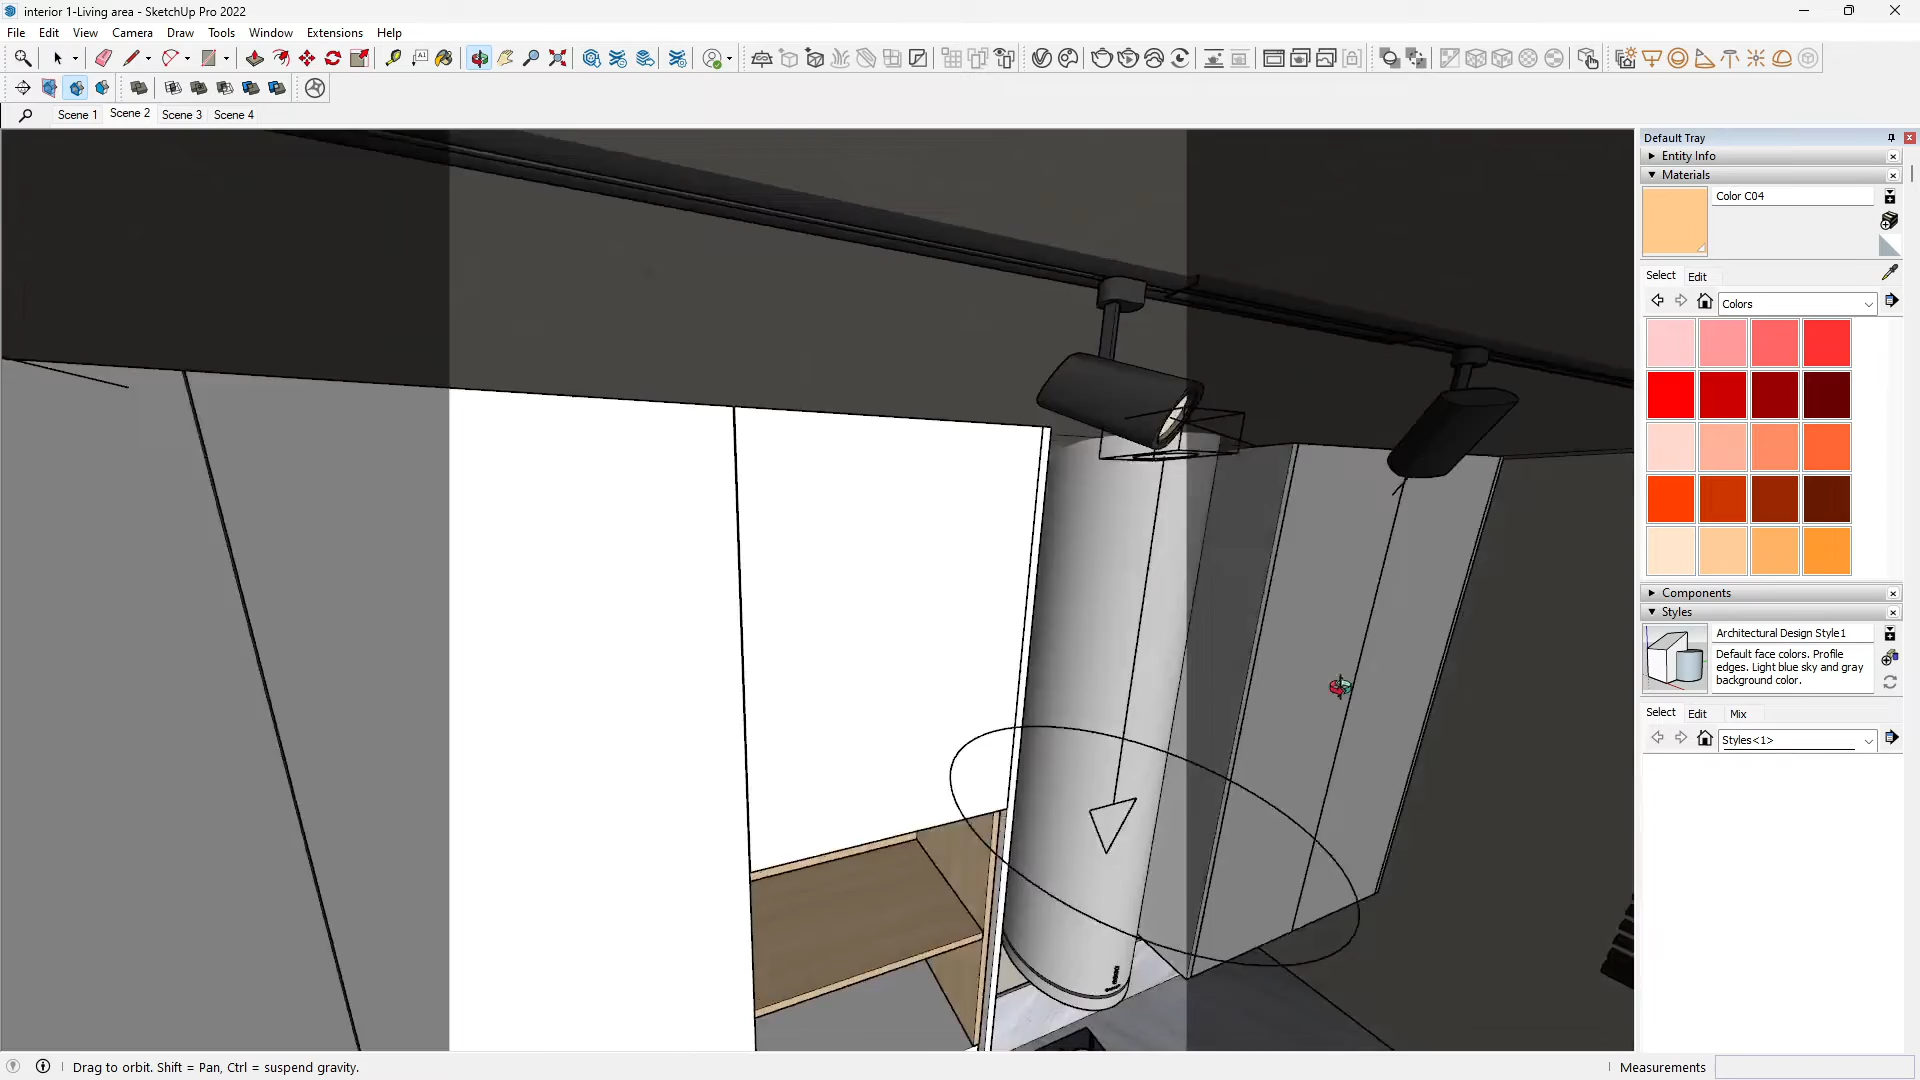 interior 1-Living area - SketchUp Pro 2022
File Edit View Camera Draw Tools Window Extensions Help
Scene 1 Scene 2 Scene 3 Scene 4
Default Tray
Entity Info
Materials
Color C04
Select Edit
Colors
Components
Styles
Architectural Design Style1
Default face colors. Profile
edges. Light blue sky and gray
background color.
Select Edit Mix
Styles<1>
Drag to orbit. Shift = Pan, Ctrl = suspend gravity.
Measurements